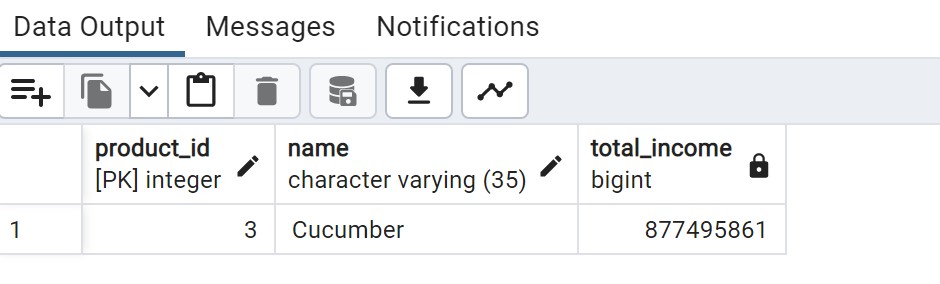 Data Output Messages Notifications
product_id name total_income
[PK] integer character varying (35) bigint
1 3 Cucumber 877495861